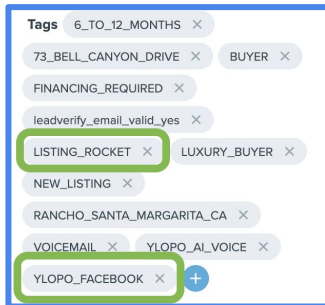 Tags 6_TO_12_MONTHS ×
73_BELL_CANYON_DRIVE × BUYER ×
FINANCING_REQUIRED ×
leadverify_email_valid_yes ×
LISTING_ROCKET × LUXURY_BUYER ×
NEW_LISTING ×
RANCHO_SANTA_MARGARITA_CA ×
VOICEMAIL × YLOPO_AI_VOICE ×
YLOPO_FACEBOOK × +